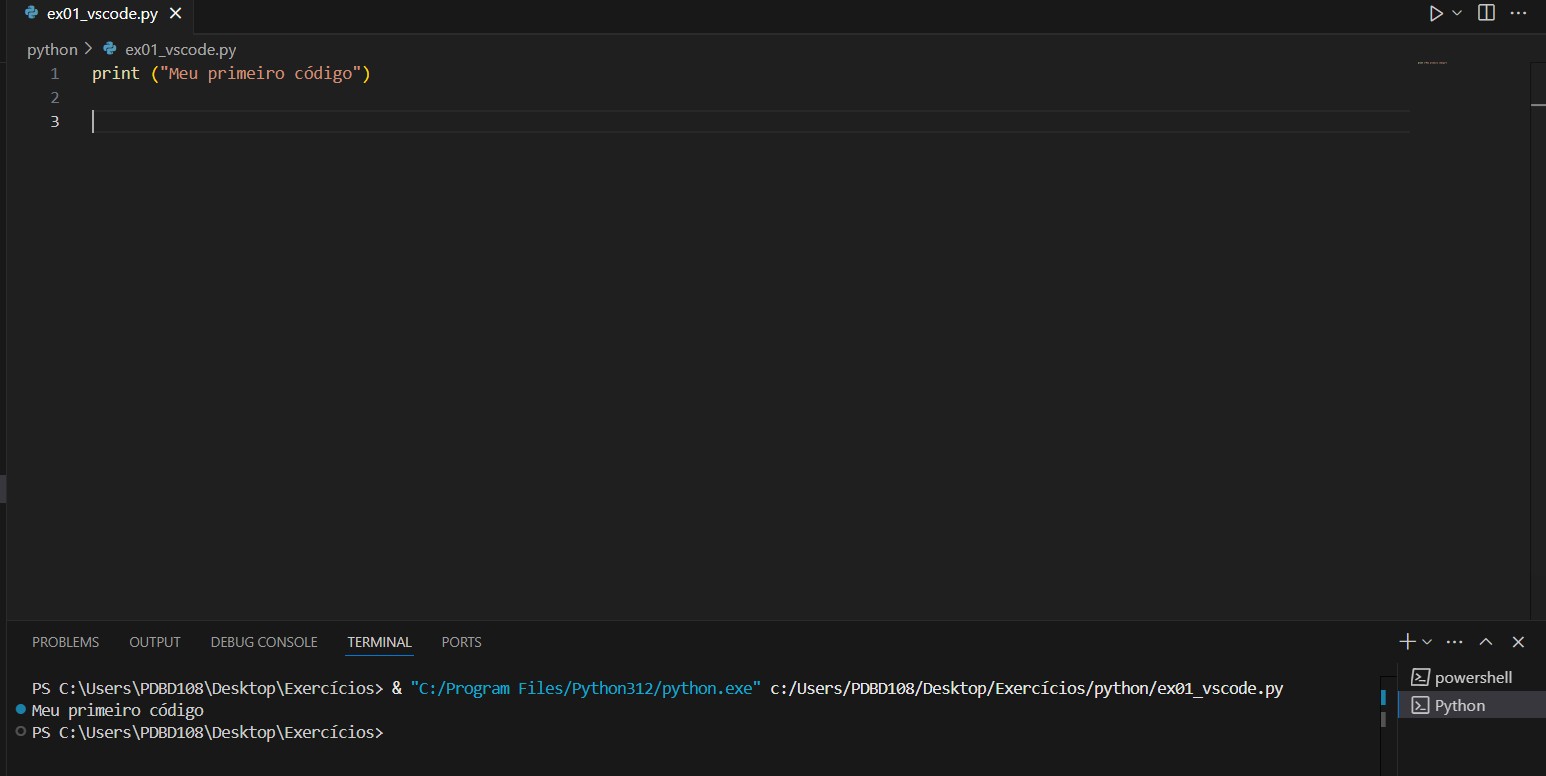 ex01_vscode.py
python > ex01_vscode.py
1 print ("Meu primeiro código")
2
3
PROBLEMS OUTPUT DEBUG CONSOLE TERMINAL PORTS
PS C:\Users\PDBD108\Desktop\Exercícios> & "C:/Program Files/Python312/python.exe" c:/Users/PDBD108/Desktop/Exercícios/python/ex01_vscode.py
Meu primeiro código
PS C:\Users\PDBD108\Desktop\Exercícios>
powershell
Python